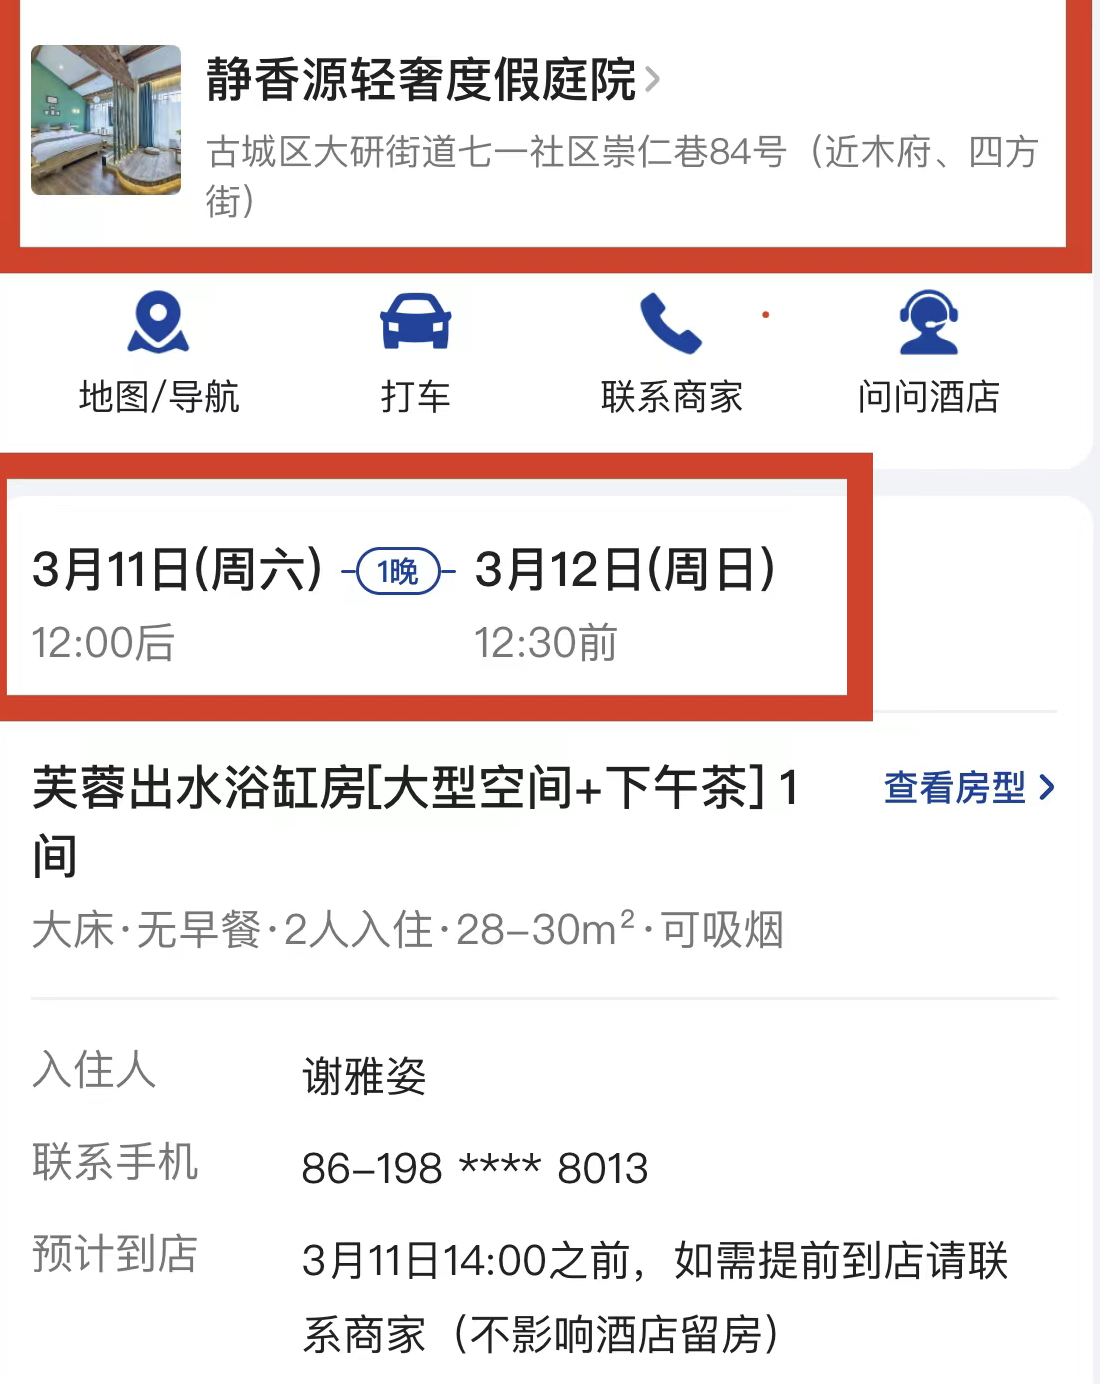 静香源轻奢度假庭院
古城区大研街道七一社区崇仁巷84号（近木府、四方
街）
地图/导航
打车
联系商家
问问酒店
3月11日(周六) 1晚 3月12日(周日)
12:00后 12:30前
芙蓉出水浴缸房[大型空间+下午茶] 1 查看房型
间
大床·无早餐·2人入住·28-30m²·可吸烟
入住人 谢雅姿
联系手机 86-198 **** 8013
预计到店 3月11日14:00之前，如需提前到店请联
系商家（不影响酒店留房）